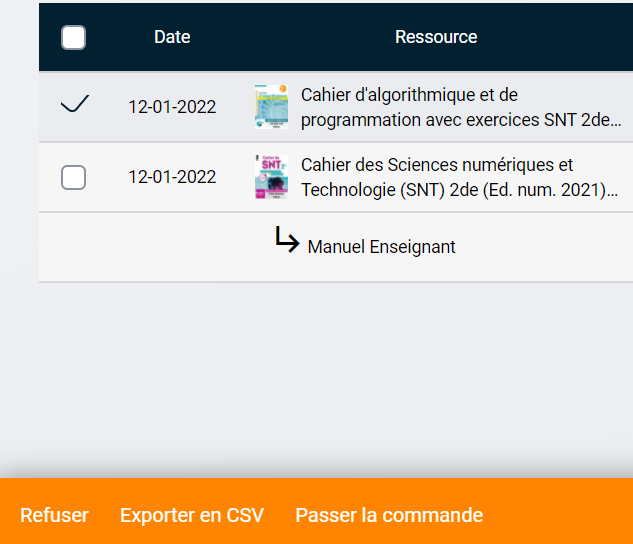 Date Ressource
12-01-2022 Cahier d'algorithmique et de
programmation avec exercices SNT 2de...
12-01-2022 Cahier des Sciences numériques et
Technologie (SNT) 2de (Ed. num. 2021)...
SNT
Manuel Enseignant
Refuser Exporter en CSV Passer la commande